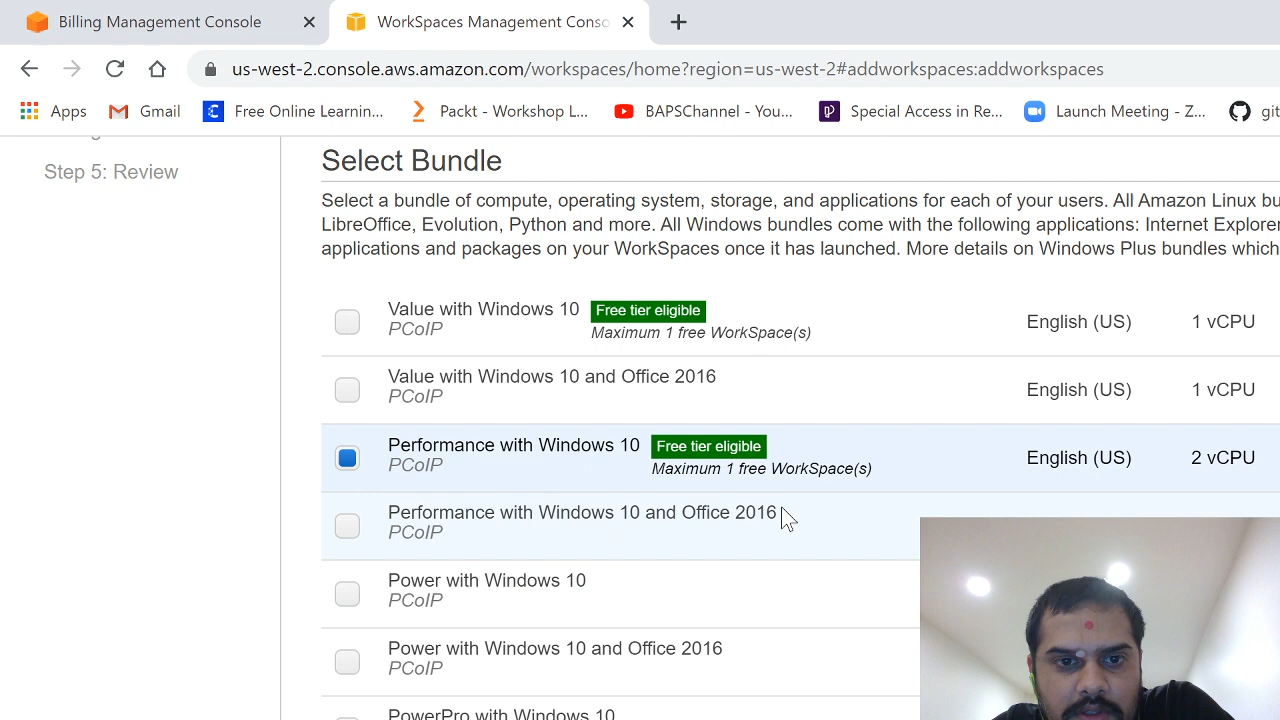 Billing Management Console
WorkSpaces Management Conso
us-west-2.console.aws.amazon.com/workspaces/home?region=us-west-2#addworkspaces:addworkspaces
Apps Gmail Free Online Learnin... Packt - Workshop L... BAPSChannel - You... Special Access in Re... Launch Meeting - Z... git
Step 5: Review
Select Bundle
Select a bundle of compute, operating system, storage, and applications for each of your users. All Amazon Linux bu
LibreOffice, Evolution, Python and more. All Windows bundles come with the following applications: Internet Explorer
applications and packages on your WorkSpaces once it has launched. More details on Windows Plus bundles which
Value with Windows 10 Free tier eligible
PCoIP Maximum 1 free WorkSpace(s) English (US) 1 vCPU
Value with Windows 10 and Office 2016
PCoIP English (US) 1 vCPU
Performance with Windows 10 Free tier eligible
PCoIP Maximum 1 free WorkSpace(s) English (US) 2 vCPU
Performance with Windows 10 and Office 2016
PCoIP
Power with Windows 10
PCoIP
Power with Windows 10 and Office 2016
PCoIP
PowerPro with Windows 10